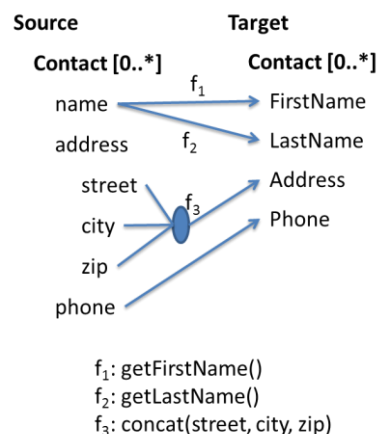 Source Target
Contact [0..*] Contact [0..*]
name f₁ FirstName
address f₂ LastName
street f₃ Address
city Phone
zip
phone
f₁: getFirstName()
f₂: getLastName()
f₃: concat(street, city, zip)